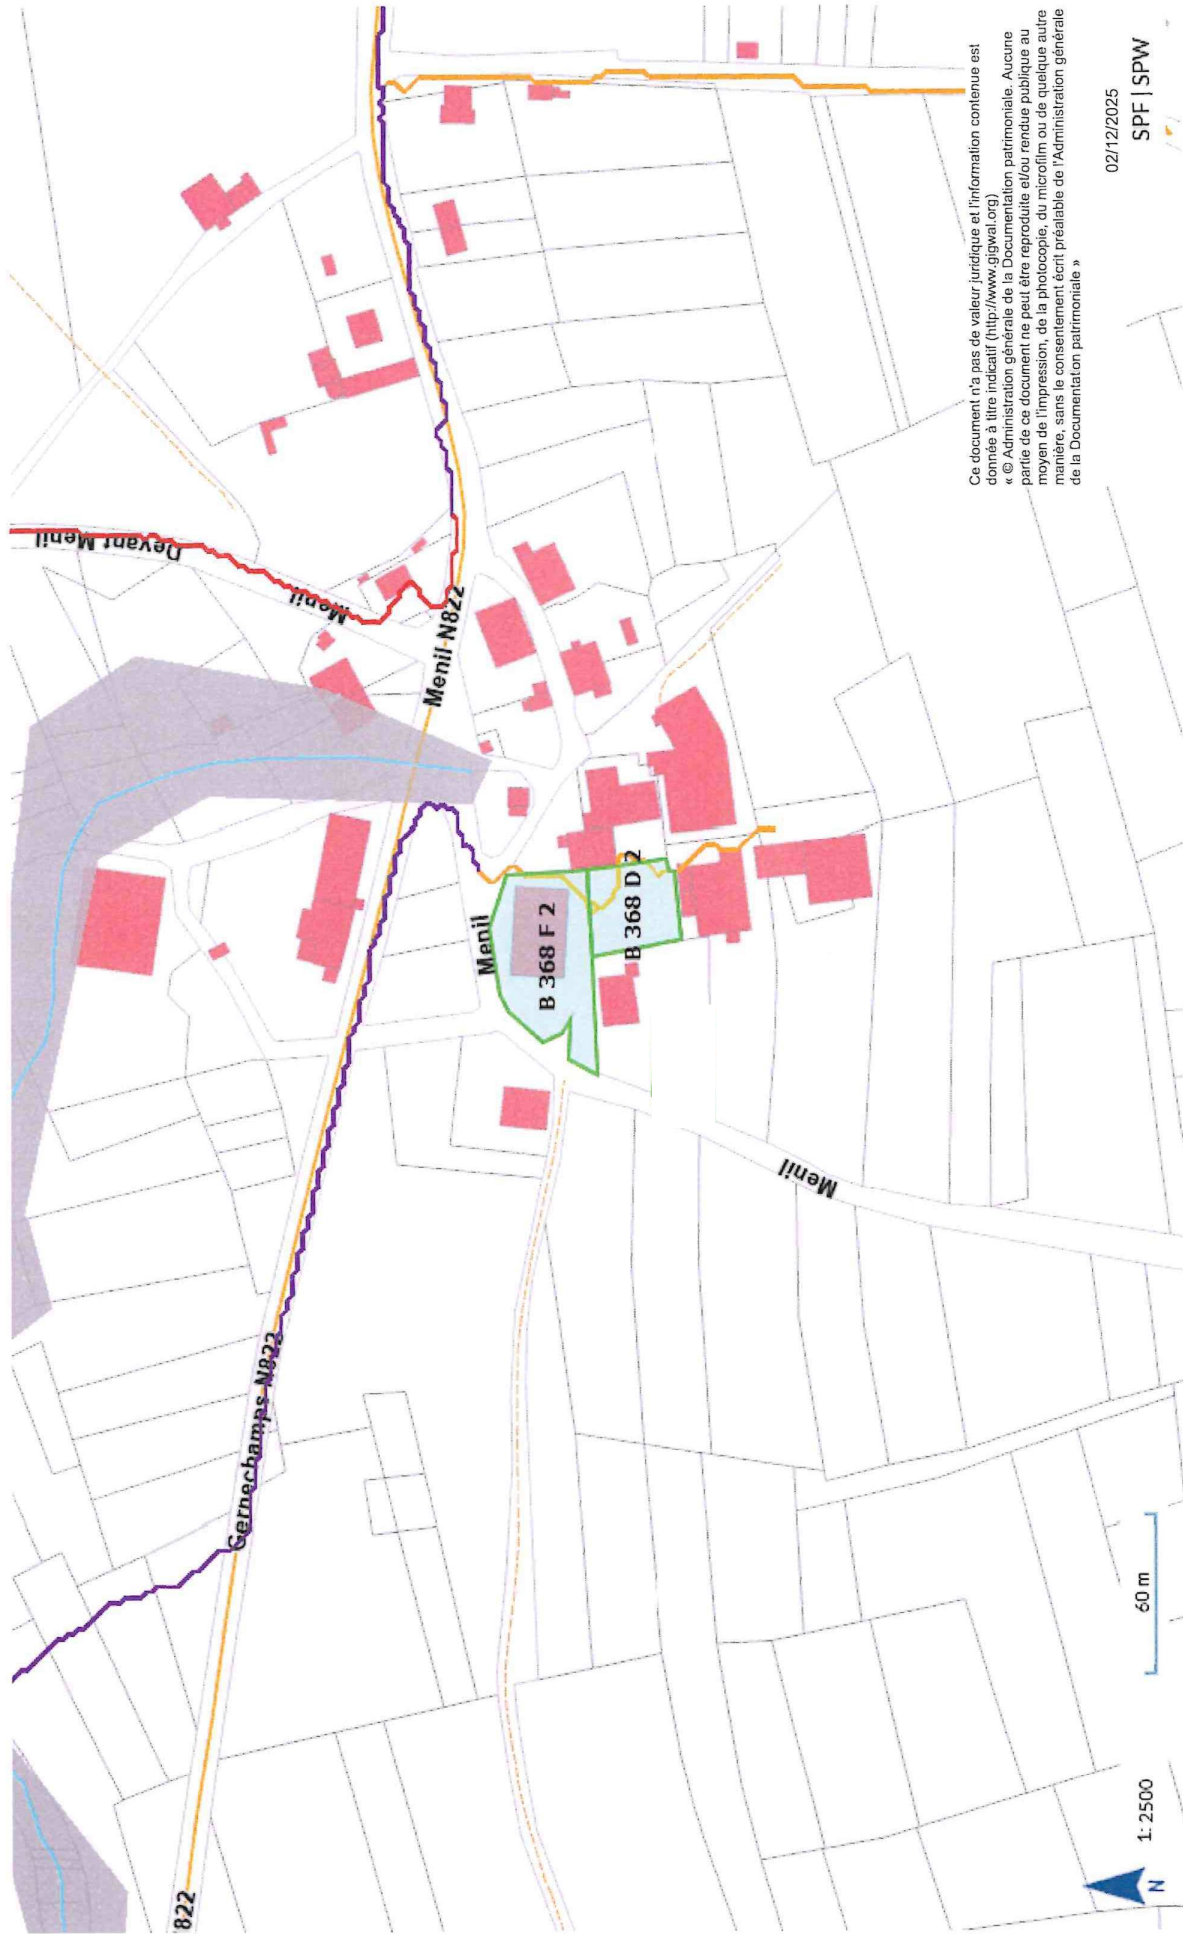 822
Gernechamps N822
Menil N822
Devant Menil
Menil
Menil
B 368 F 2
B 368 D 2
Menil
Ce document n'a pas de valeur juridique et l'information contenue est
donnée à titre indicatif (http://www.gigwal.org)
« © Administration générale de la Documentation patrimoniale. Aucune
partie de ce document ne peut être reproduite et/ou rendue publique au
moyen de l'impression, de la photocopie, du microfilm ou de quelque autre
manière, sans le consentement écrit préalable de l'Administration générale
de la Documentation patrimoniale »
02/12/2025
SPF | SPW
N
1: 2500
60 m